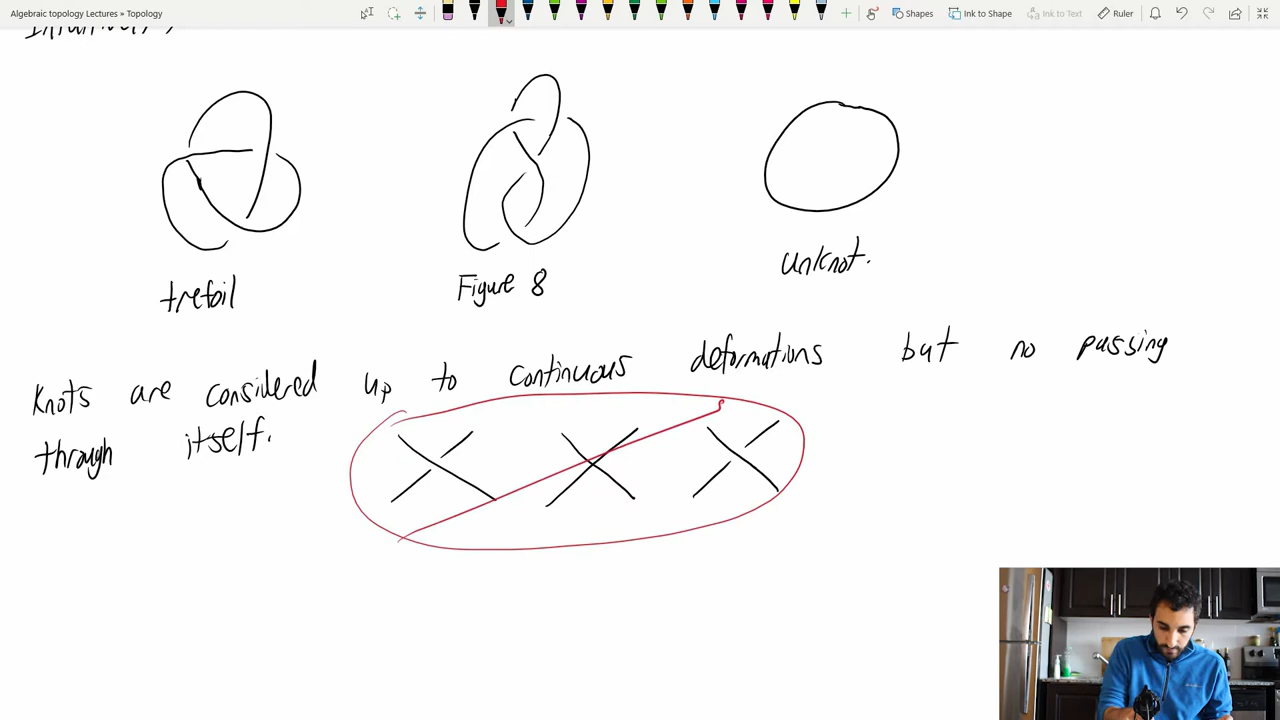 Algebraic topology Lectures » Topology
Shapes
Ink to Shape
Ink to Text
Ruler
trefoil
Figure 8
unknot.
Knots are considered up to continuous deformations but no passing
through itself.